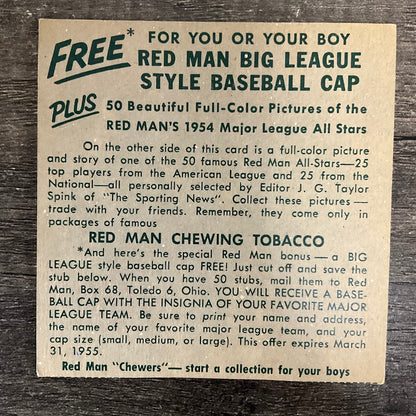 FREE* FOR YOU OR YOUR BOY
RED MAN BIG LEAGUE
STYLE BASEBALL CAP
PLUS 50 Beautiful Full-Color Pictures of the
RED MAN'S 1954 Major League All Stars
On the other side of this card is a full-color picture
and story of one of the 50 famous Red Man All-Stars—25
top players from the American League and 25 from the
National—all personally selected by Editor J. G. Taylor
Spink of "The Sporting News". Collect these pictures—
trade with your friends. Remember, they come only in
packages of famous
RED MAN CHEWING TOBACCO
*And here's the special Red Man bonus — a BIG
LEAGUE style baseball cap FREE! Just cut off and save the
stub below. When you have 50 stubs, mail them to Red
Man, Box 68, Toledo 6, Ohio. YOU WILL RECEIVE A BASE-
BALL CAP WITH THE INSIGNIA OF YOUR FAVORITE MAJOR
LEAGUE TEAM. Be sure to print your name and address,
the name of your favorite major league team, and your
cap size (small, medium, or large). This offer expires March
31, 1955.
Red Man "Chewers" — start a collection for your boys